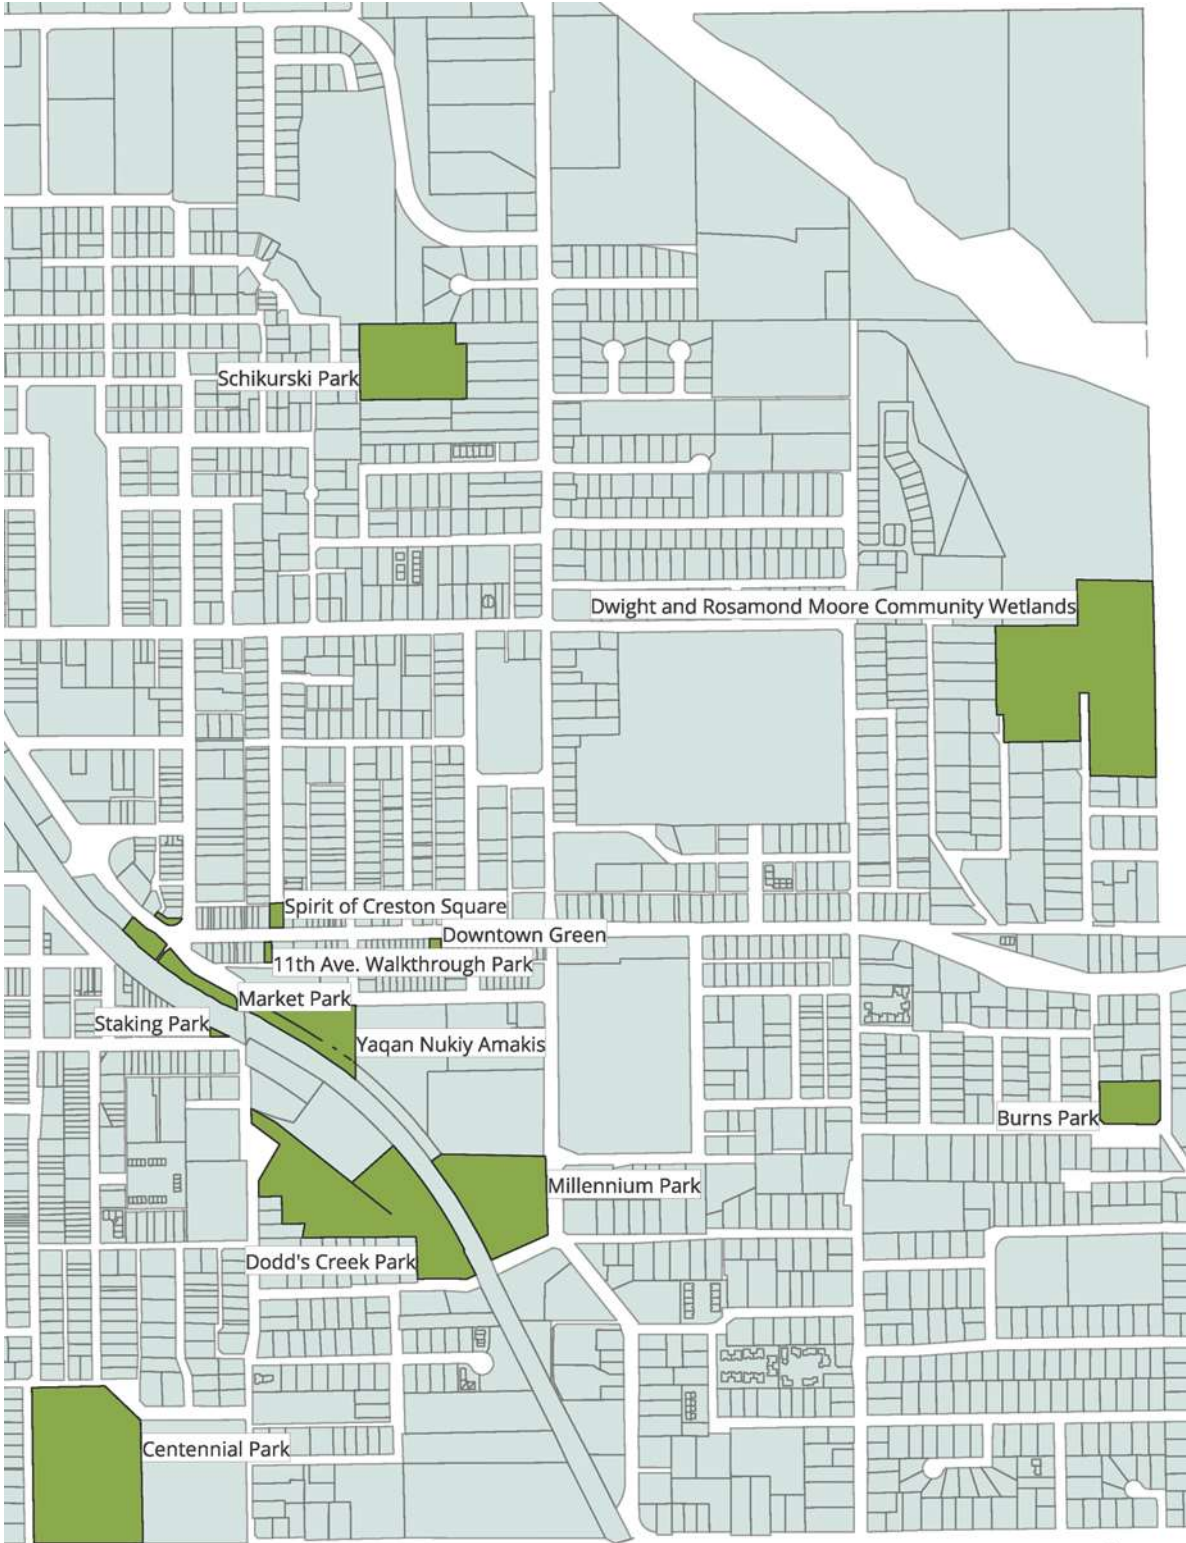 Schikurski Park
Dwight and Rosamond Moore Community Wetlands
Spirit of Creston Square
Downtown Green
11th Ave. Walkthrough Park
Market Park
Staking Park
Yaqan Nukiy Amakis
Burns Park
Millennium Park
Dodd's Creek Park
Centennial Park